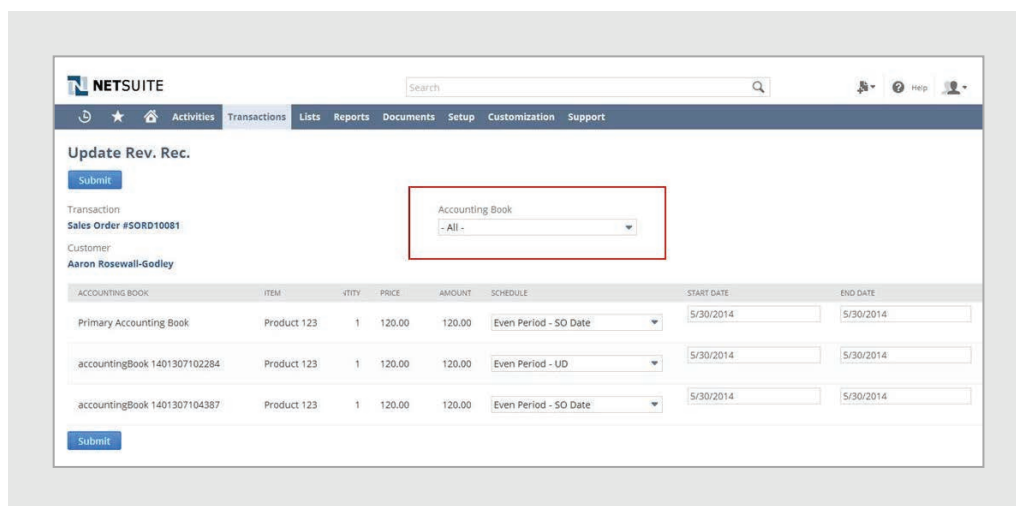 NETSUITE
Search
Help
Activities Transactions Lists Reports Documents Setup Customization Support
Update Rev. Rec.
Submit
Transaction
Sales Order #SORD10081
Accounting Book
- All -
Customer
Aaron Rosewall-Godley
ACCOUNTING BOOK ITEM NTITY PRICE AMOUNT SCHEDULE START DATE END DATE
Primary Accounting Book Product 123 1 120.00 120.00 Even Period - SO Date 5/30/2014 5/30/2014
accountingBook 1401307102284 Product 123 1 120.00 120.00 Even Period - UD 5/30/2014 5/30/2014
accountingBook 1401307104387 Product 123 1 120.00 120.00 Even Period - SO Date 5/30/2014 5/30/2014
Submit